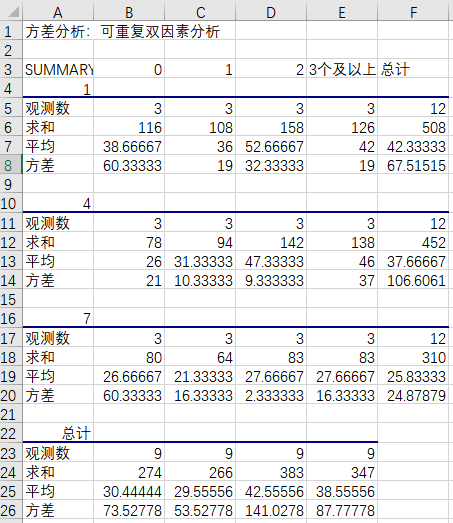 A B C D E F
1 方差分析: 可重复双因素分析
2
3 SUMMARY 0 1 2 3个及以上 总计
4 1
5 观测数 3 3 3 3 12
6 求和 116 108 158 126 508
7 平均 38.66667 36 52.66667 42 42.33333
8 方差 60.33333 19 32.33333 19 67.51515
9
10 4
11 观测数 3 3 3 3 12
12 求和 78 94 142 138 452
13 平均 26 31.33333 47.33333 46 37.66667
14 方差 21 10.33333 9.333333 37 106.6061
15
16 7
17 观测数 3 3 3 3 12
18 求和 80 64 83 83 310
19 平均 26.66667 21.33333 27.66667 27.66667 25.83333
20 方差 60.33333 16.33333 2.333333 16.33333 24.87879
21
22 总计
23 观测数 9 9 9 9
24 求和 274 266 383 347
25 平均 30.44444 29.55556 42.55556 38.55556
26 方差 73.52778 53.52778 141.0278 87.77778